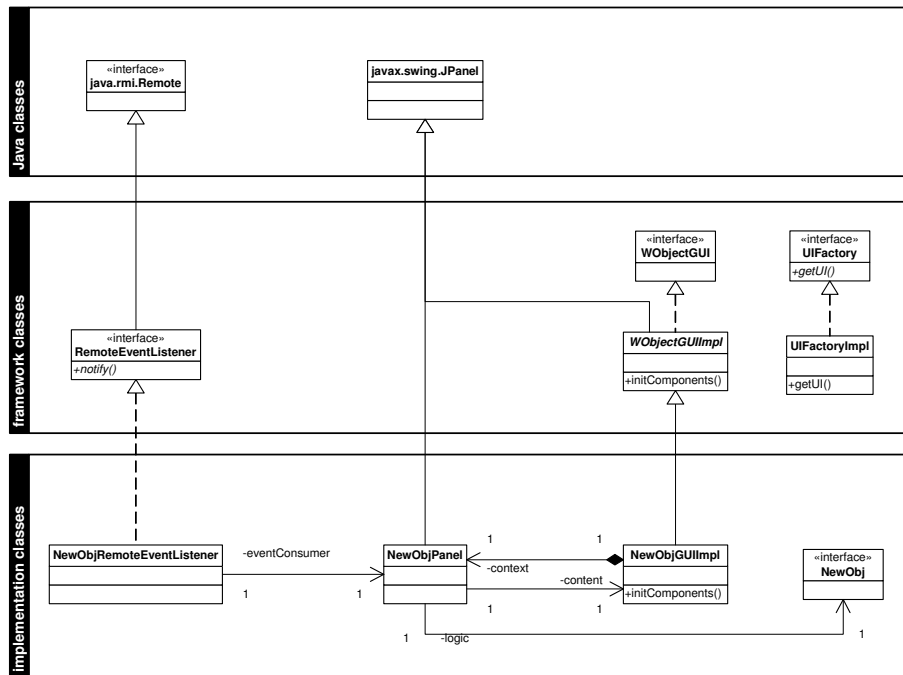 Java classes
«interface»
java.rmi.Remote
javax.swing.JPanel
framework classes
«interface»
WObjectGUI
«interface»
UIFactory
+getUI()
«interface»
RemoteEventListener
+notify()
WObjectGUIImpl
+initComponents()
UIFactoryImpl
+getUI()
implementation classes
NewObjRemoteEventListener
-eventConsumer
1
1
NewObjPanel
1
1
-context
-content
1
1
NewObjGUIImpl
+initComponents()
«interface»
NewObj
1
-logic
1